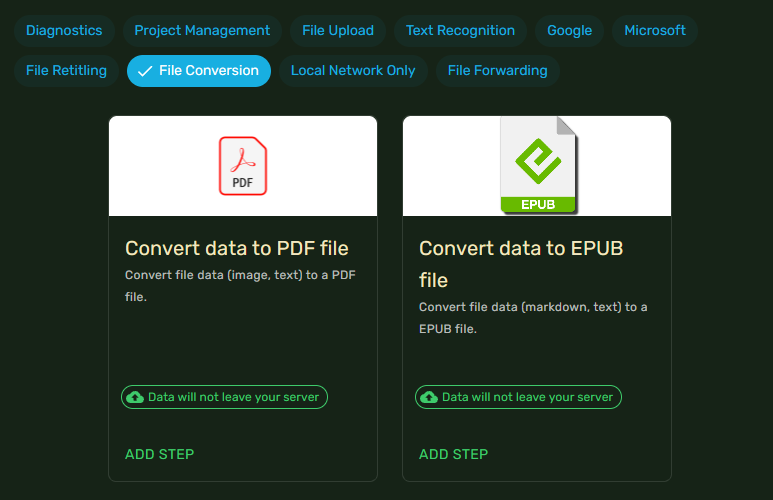 Diagnostics Project Management File Upload Text Recognition Google Microsoft
File Retitling File Conversion Local Network Only File Forwarding
PDF
EPUB
Convert data to PDF file
Convert file data (image, text) to a PDF
file.
Data will not leave your server
ADD STEP
Convert data to EPUB
file
Convert file data (markdown, text) to a
EPUB file.
Data will not leave your server
ADD STEP